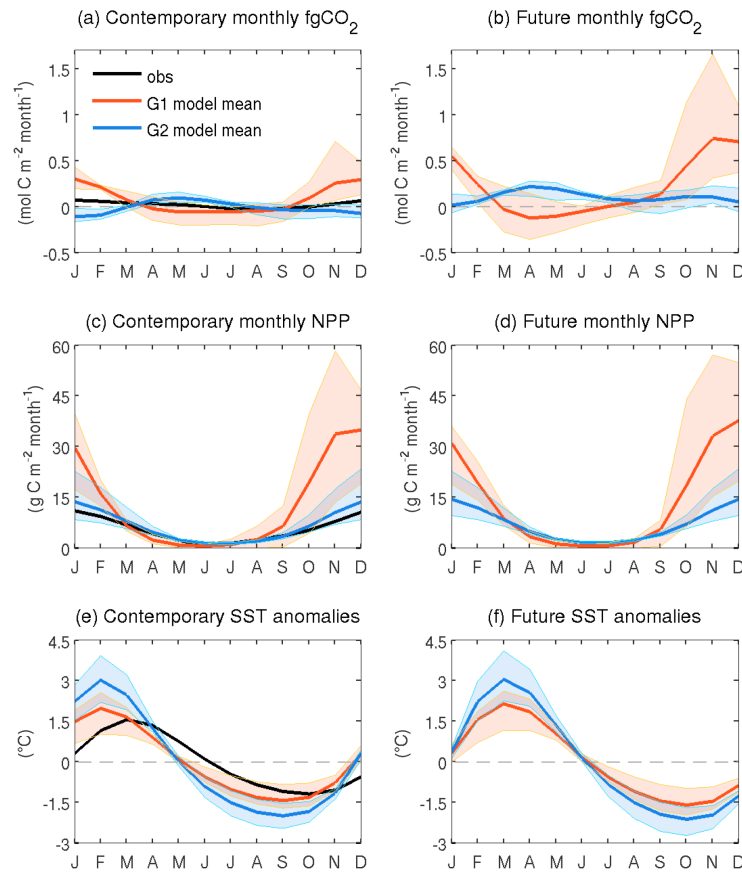 (a) Contemporary monthly fgCO2
(b) Future monthly fgCO2
(mol C m⁻² month⁻¹)
1.5
1
0.5
0
-0.5
obs
G1 model mean
G2 model mean
J F M A M J J A S O N D
(mol C m⁻² month⁻¹)
1.5
1
0.5
0
-0.5
J F M A M J J A S O N D
(c) Contemporary monthly NPP
(d) Future monthly NPP
(g C m⁻² month⁻¹)
60
45
30
15
0
J F M A M J J A S O N D
(g C m⁻² month⁻¹)
60
45
30
15
0
J F M A M J J A S O N D
(e) Contemporary SST anomalies
(f) Future SST anomalies
(°C)
4.5
3
1.5
0
-1.5
-3
J F M A M J J A S O N D
(°C)
4.5
3
1.5
0
-1.5
-3
J F M A M J J A S O N D